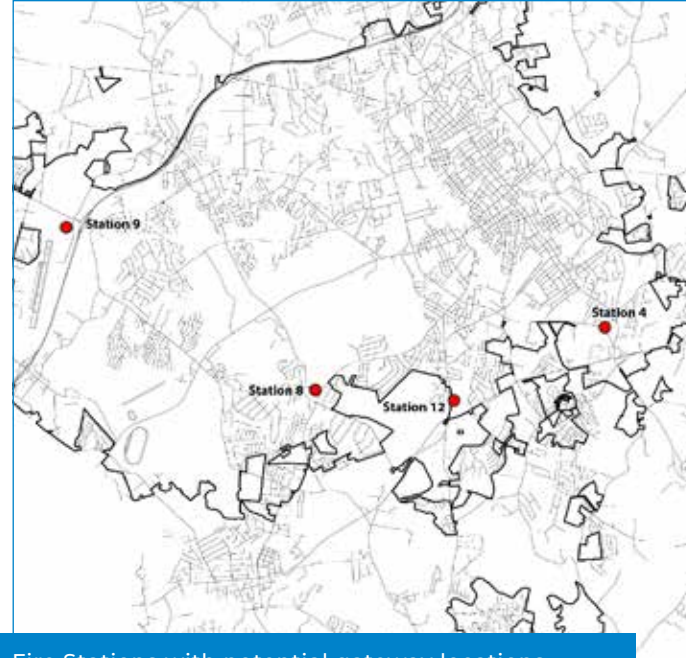 Station 9
Station 4
Station 8
Station 12
Fire Stations with potential gateway locations